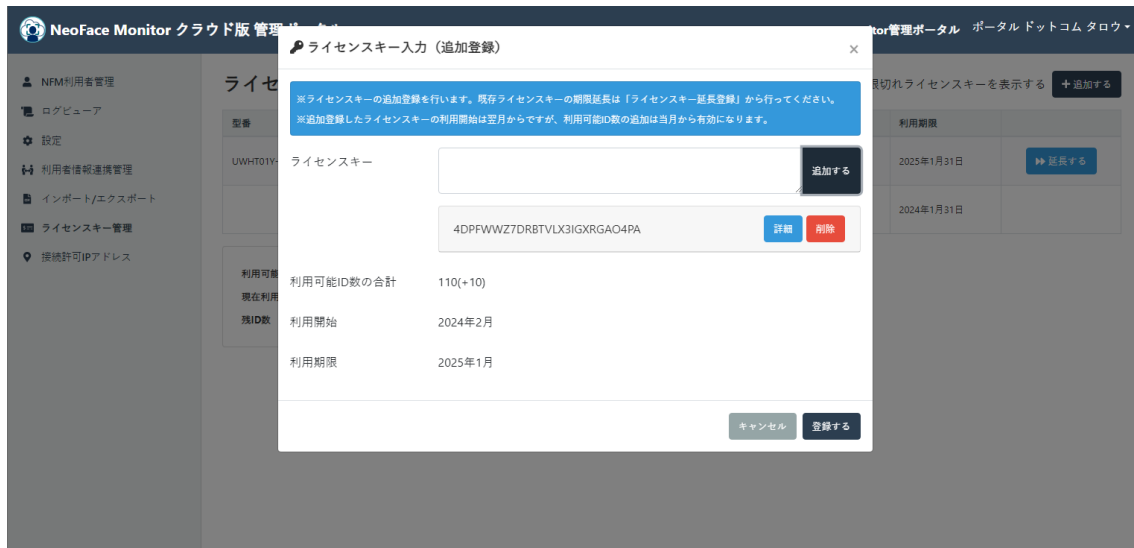 NeoFace Monitor クラウド版 管理
tor管理ポータル
ポータル ドットコム タロウ
NFM利用者管理
ログビューア
設定
利用者情報連携管理
インポート/エクスポート
ライセンスキー管理
接続許可IPアドレス
ライセ
限切れライセンスキーを表示する
+追加する
型番
利用期限
UWHT01Y-
2025年1月31日
延長する
2024年1月31日
利用可能
現在利用
残ID数
ライセンスキー入力（追加登録）
×
※ライセンスキーの追加登録を行います。既存ライセンスキーの期限延長は「ライセンスキー延長登録」から行ってください。
※追加登録したライセンスキーの利用開始は翌月からですが、利用可能ID数の追加は当月から有効になります。
ライセンスキー
追加する
4DPFWWZ7DRBTVLX3IGXRGAO4PA
詳細
削除
利用可能ID数の合計
110(+10)
利用開始
2024年2月
利用期限
2025年1月
キャンセル
登録する